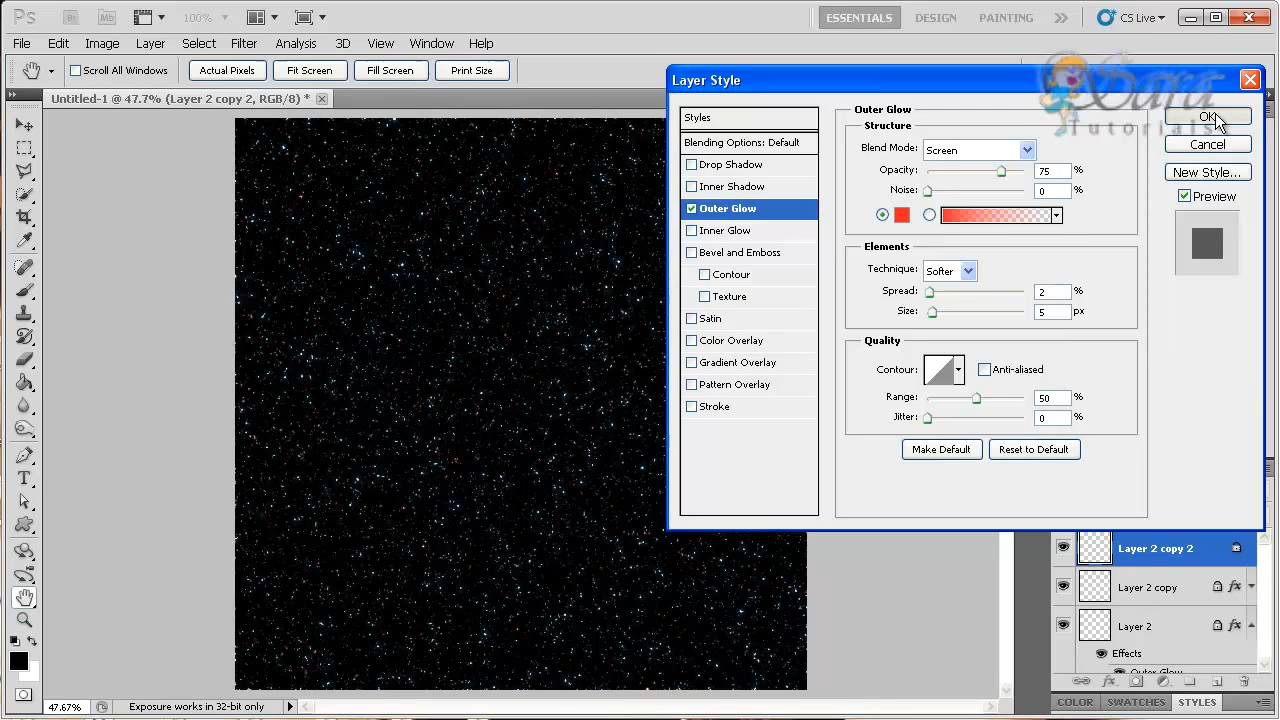 Ps Br Mb 100% ESSENTIALS DESIGN PAINTING CS Live
File Edit Image Layer Select Filter Analysis 3D View Window Help
Scroll All Windows Actual Pixels Fit Screen Fill Screen Print Size
Untitled-1 @ 47.7% (Layer 2 copy 2, RGB/8) *
Layer Style
Sara
Tutorials
Styles
Blending Options: Default
Drop Shadow
Inner Shadow
Outer Glow
Inner Glow
Bevel and Emboss
Contour
Texture
Satin
Color Overlay
Gradient Overlay
Pattern Overlay
Stroke
Outer Glow
Structure
Blend Mode: Screen
Opacity: 75 %
Noise: 0 %
Elements
Technique: Softer
Spread: 2 %
Size: 5 px
Quality
Contour: Anti-aliased
Range: 50 %
Jitter: 0 %
Make Default Reset to Default
OK
Cancel
New Style...
Preview
Layer 2 copy 2
Layer 2 copy fx
Layer 2 fx
Effects
Outer Glow
COLOR SWATCHES STYLES
47.67% Exposure works in 32-bit only